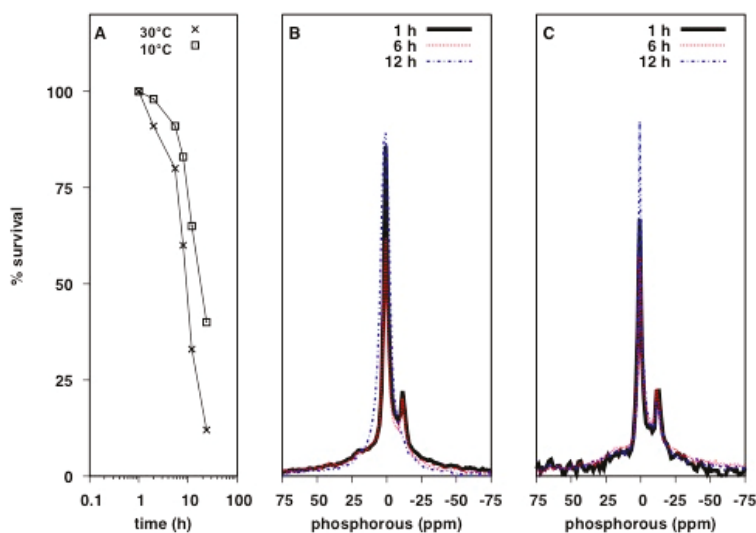 A
30°C
10°C
100
75
50
25
0
% survival
0.1 1 10 100
time (h)
B
1 h
6 h
12 h
75 50 25 0 -25 -50 -75
phosphorous (ppm)
C
1 h
6 h
12 h
75 50 25 0 -25 -50 -75
phosphorous (ppm)